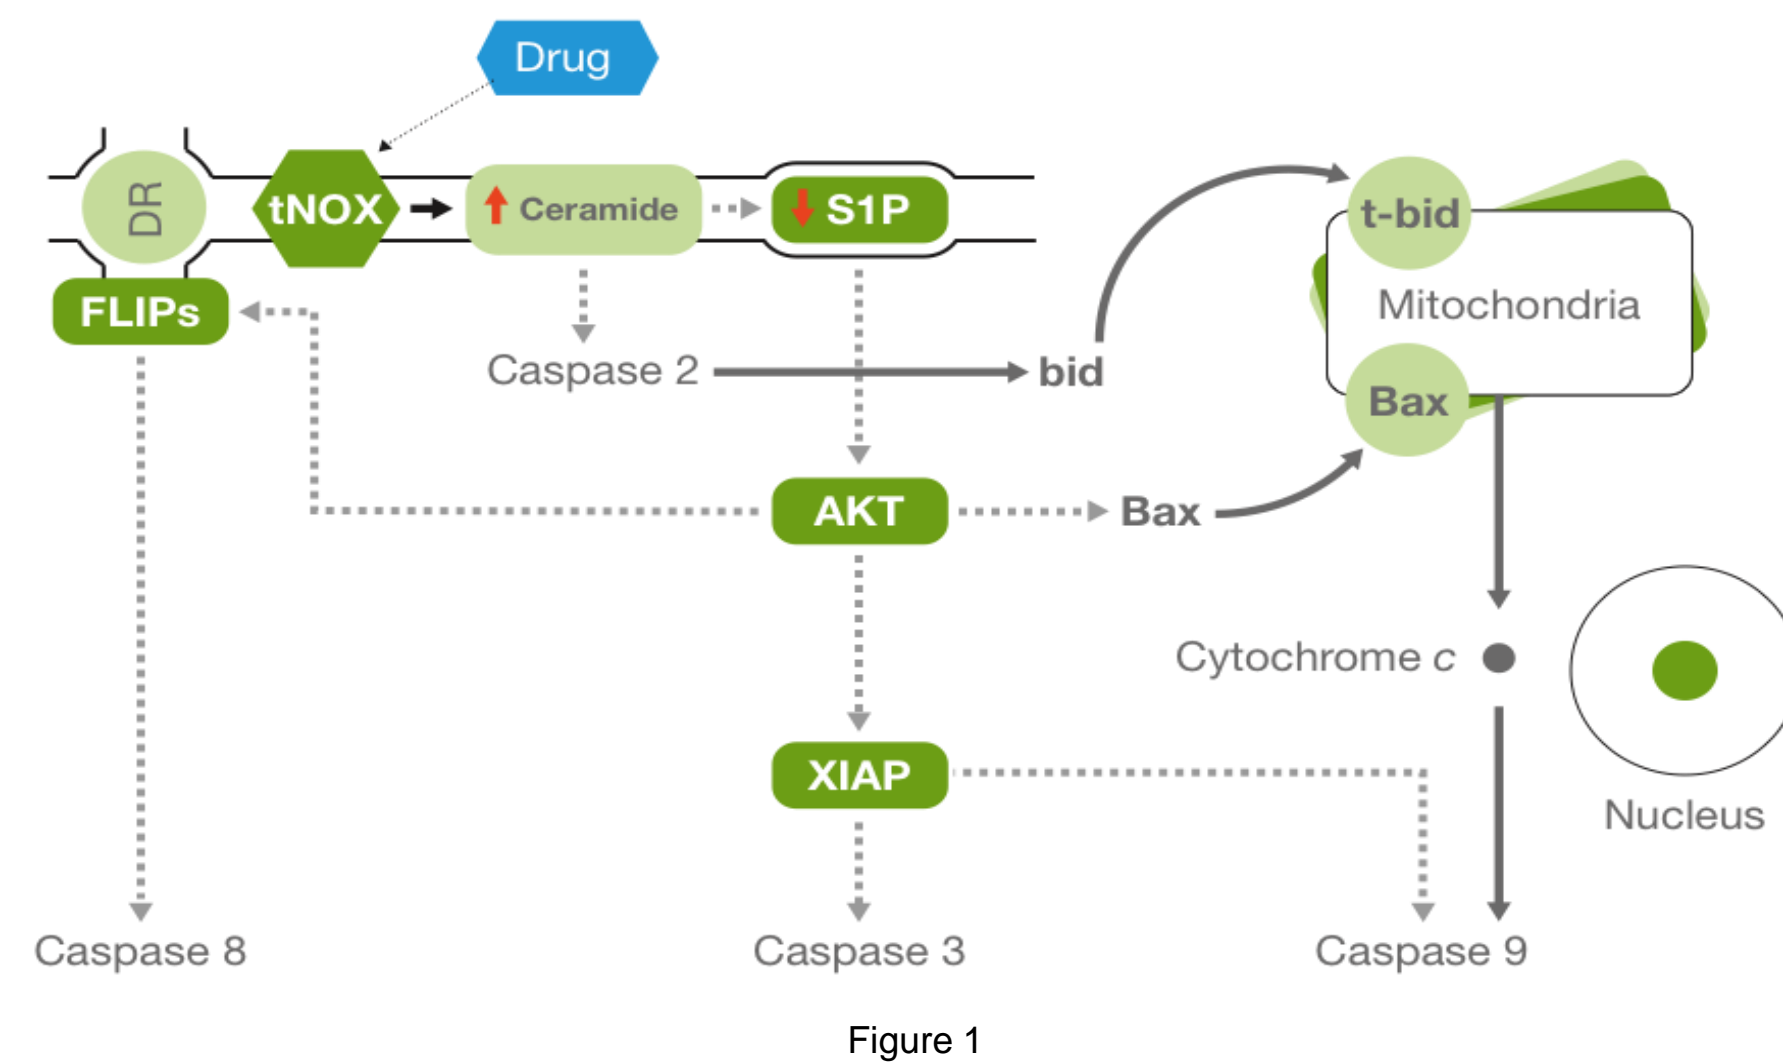 Drug
DR
tNOX
Ceramide
S1P
t-bid
Mitochondria
FLIPs
Caspase 2
bid
Bax
AKT
Bax
Cytochrome c
XIAP
Nucleus
Caspase 8
Caspase 3
Caspase 9
Figure 1